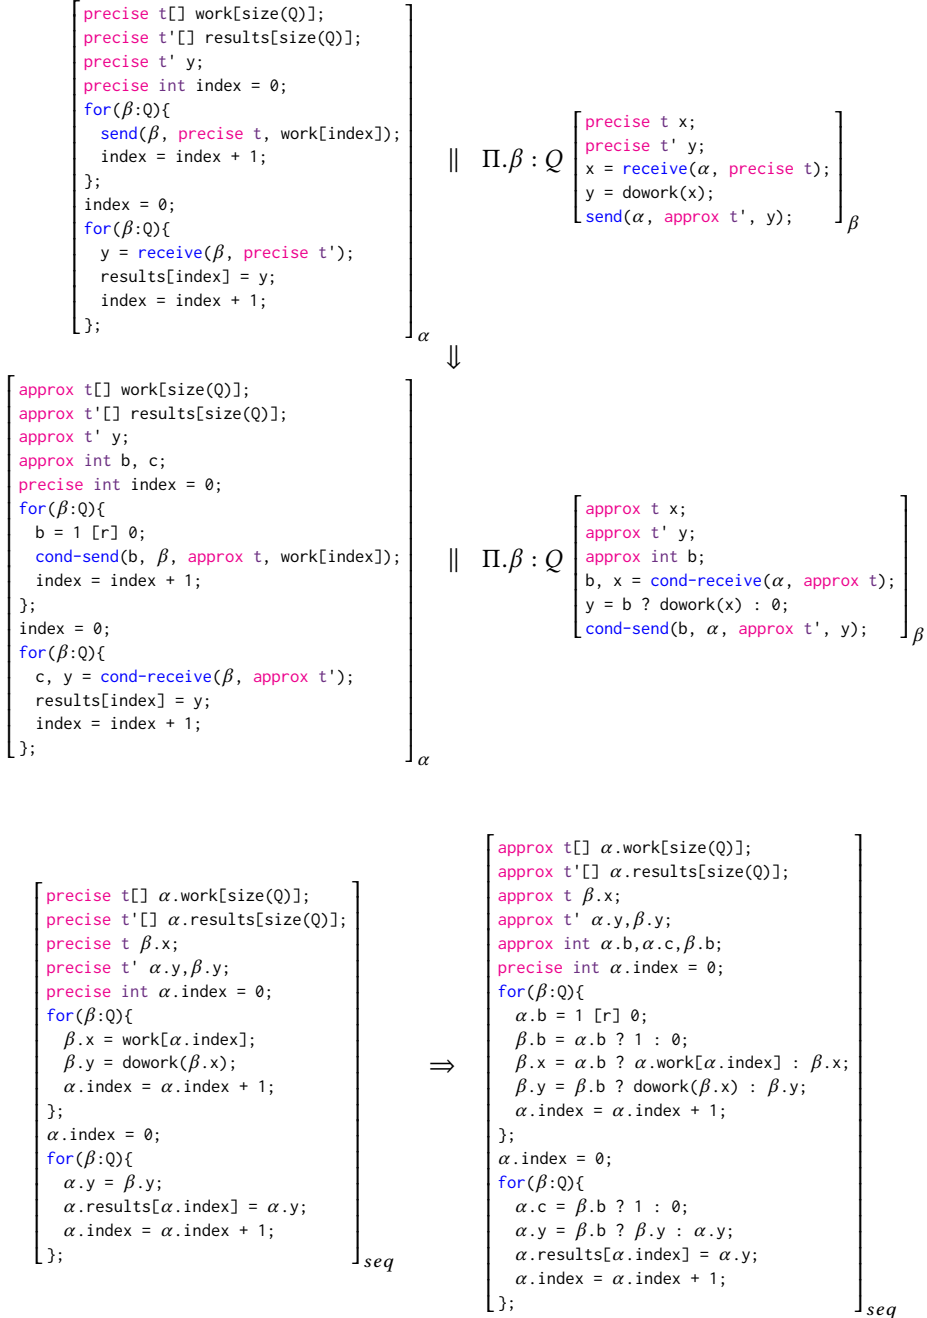 precise t[] work[size(Q)];
precise t'[] results[size(Q)];
precise t' y;
precise int index = 0;
for(β:Q){
  send(β, precise t, work[index]);
  index = index + 1;
};
index = 0;
for(β:Q){
  y = receive(β, precise t');
  results[index] = y;
  index = index + 1;
};
α
|| Π.β : Q
precise t x;
precise t' y;
x = receive(α, precise t);
y = dowork(x);
send(α, approx t', y);
β
⇓
approx t[] work[size(Q)];
approx t'[] results[size(Q)];
approx t' y;
approx int b, c;
precise int index = 0;
for(β:Q){
  b = 1 [r] 0;
  cond-send(b, β, approx t, work[index]);
  index = index + 1;
};
index = 0;
for(β:Q){
  c, y = cond-receive(β, approx t');
  results[index] = y;
  index = index + 1;
};
α
|| Π.β : Q
approx t x;
approx t' y;
approx int b;
b, x = cond-receive(α, approx t);
y = b ? dowork(x) : 0;
cond-send(b, α, approx t', y);
β
precise t[] α.work[size(Q)];
precise t'[] α.results[size(Q)];
precise t β.x;
precise t' α.y,β.y;
precise int α.index = 0;
for(β:Q){
  β.x = work[α.index];
  β.y = dowork(β.x);
  α.index = α.index + 1;
};
α.index = 0;
for(β:Q){
  α.y = β.y;
  α.results[α.index] = α.y;
  α.index = α.index + 1;
};
seq
⇒
approx t[] α.work[size(Q)];
approx t'[] α.results[size(Q)];
approx t β.x;
approx t' α.y,β.y;
approx int α.b,α.c,β.b;
precise int α.index = 0;
for(β:Q){
  α.b = 1 [r] 0;
  β.b = α.b ? 1 : 0;
  β.x = α.b ? α.work[α.index] : β.x;
  β.y = β.b ? dowork(β.x) : β.y;
  α.index = α.index + 1;
};
α.index = 0;
for(β:Q){
  α.c = β.b ? 1 : 0;
  α.y = β.b ? β.y : α.y;
  α.results[α.index] = α.y;
  α.index = α.index + 1;
};
seq